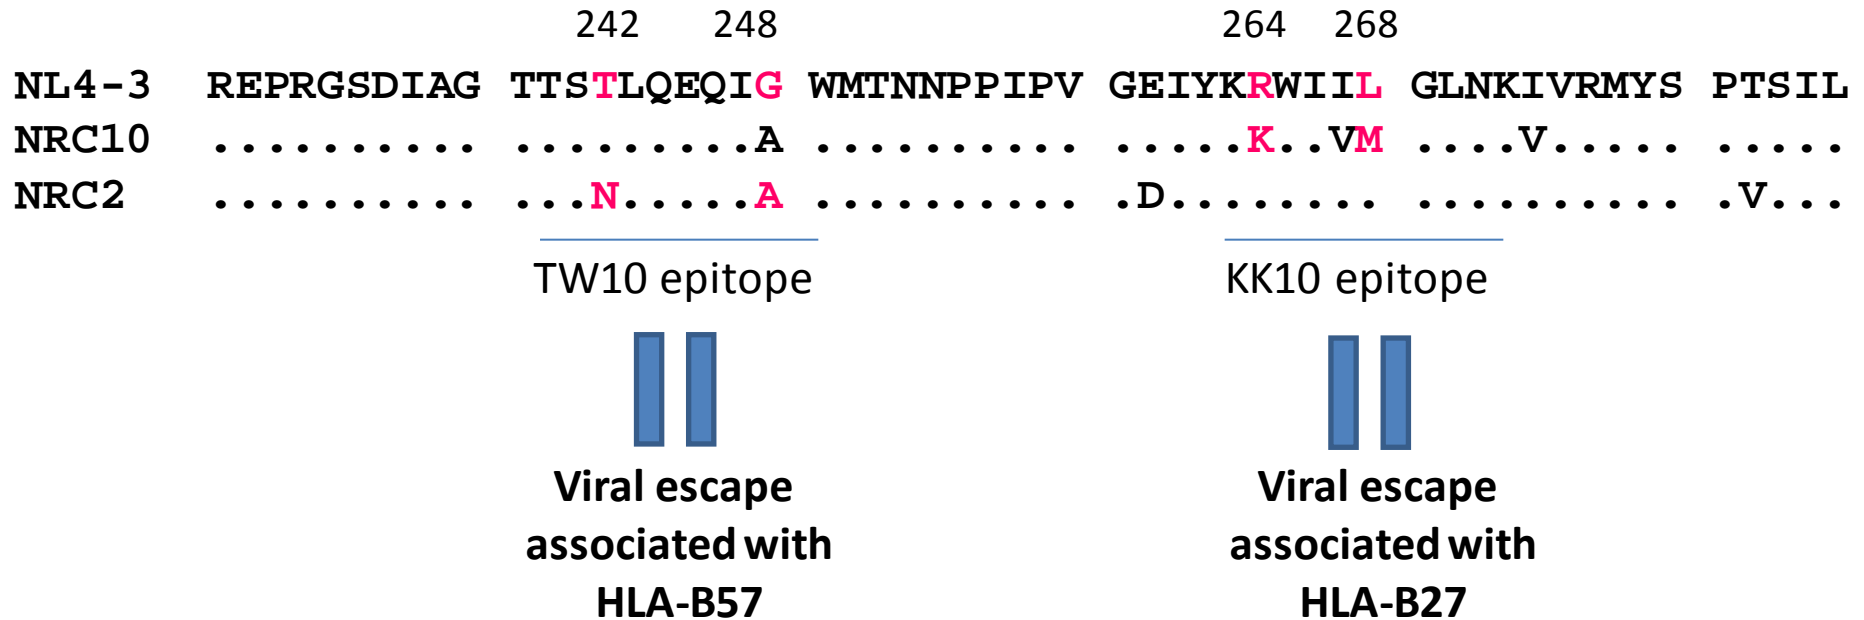 242 248 264 268
NL4-3 REPRGSDIAG TTSTLQEQIG WMTNNPPIPV GEIYKRWIIL GLNKIVRMYS PTSIL
NRC10 .......... .........A .......... .....K..VM ....V..... .....
NRC2 .......... ...N.....A .......... .D........ .......... .V...
TW10 epitope KK10 epitope
Viral escape
associated with
HLA-B57
Viral escape
associated with
HLA-B27